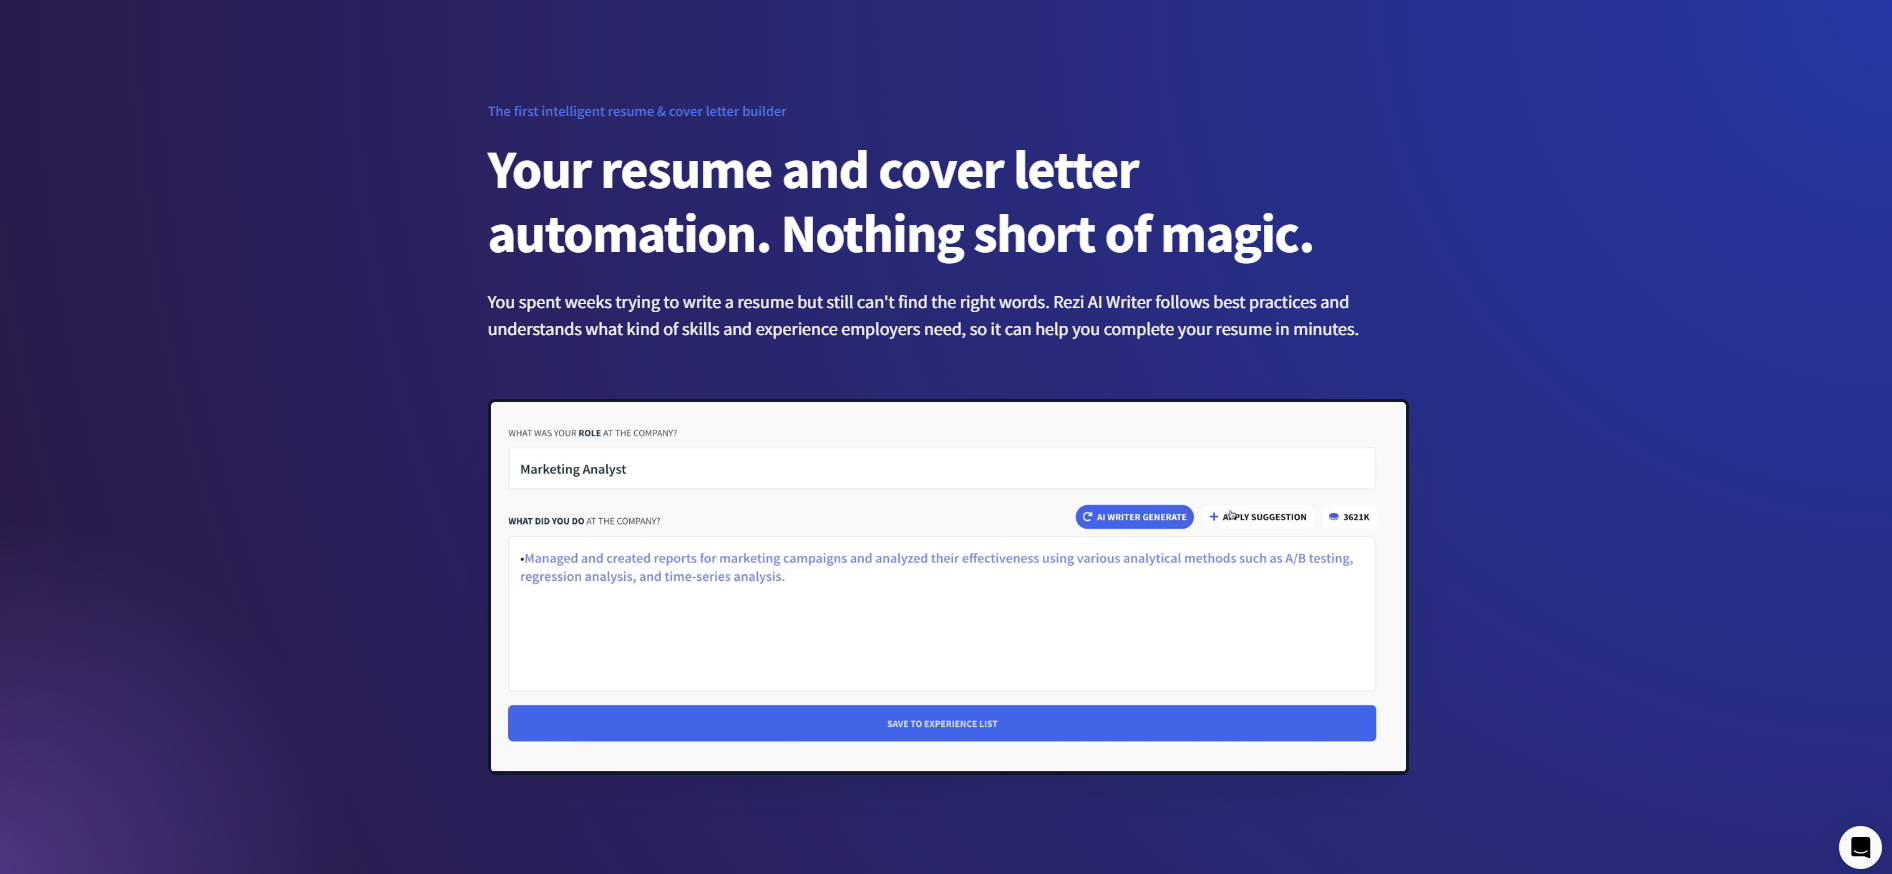 The first intelligent resume & cover letter builder
Your resume and cover letter
automation. Nothing short of magic.
You spent weeks trying to write a resume but still can't find the right words. Rezi AI Writer follows best practices and
understands what kind of skills and experience employers need, so it can help you complete your resume in minutes.
WHAT WAS YOUR ROLE AT THE COMPANY?
Marketing Analyst
WHAT DID YOU DO AT THE COMPANY?
AI WRITER GENERATE
APPLY SUGGESTION
3621K
•Managed and created reports for marketing campaigns and analyzed their effectiveness using various analytical methods such as A/B testing,
regression analysis, and time-series analysis.
SAVE TO EXPERIENCE LIST